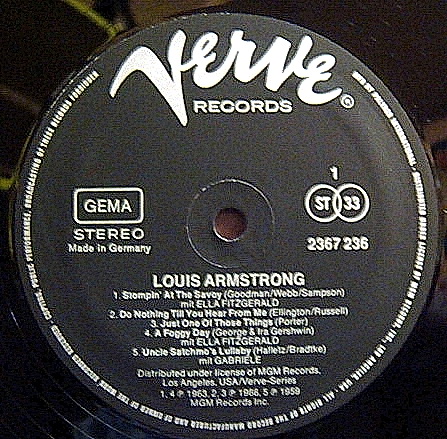 Verve
RECORDS
®
GEMA
STEREO
Made in Germany
1
ST 33
2367 236
LOUIS ARMSTRONG
1. Stompin' At The Savoy (Goodman/Webb/Sampson)
mit ELLA FITZGERALD
2. Do Nothing Till You Hear From Me (Ellington/Russell)
3. Just One Of Those Things (Porter)
4. A Foggy Day (George & Ira Gershwin)
mit ELLA FITZGERALD
5. Uncle Satchmo's Lullaby (Halletz/Bradtke)
mit GABRIELE
Distributed under license of MGM Records,
Los Angeles, USA/Verve-Series
1. 4 ℗ 1963, 2. 3 ℗ 1966, 5 ℗ 1959
MGM Records Inc.